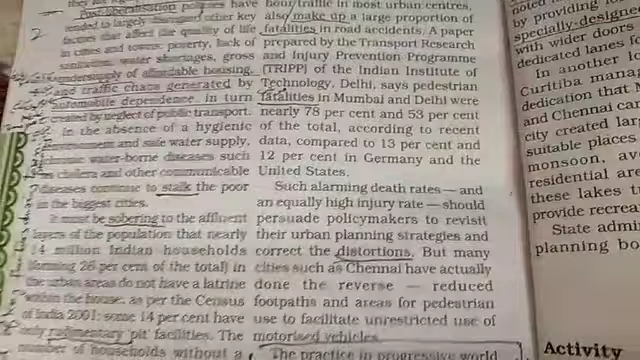 they
Post-liberalisation policies have
tended to largely disregard other key
factors that affect the quality of life
in cities and towns: poverty, lack of
sanitation, water shortages, gross
undersupply of affordable housing,
and traffic chaos generated by
automobile dependence, in turn
created by neglect of public transport.
In the absence of a hygienic
environment and safe water supply,
chronic water-borne diseases such
as cholera and other communicable
diseases continue to stalk the poor
in the biggest cities.
It must be sobering to the affluent
layers of the population that nearly
14 million Indian households
(forming 26 per cent of the total) in
the urban areas do not have a latrine
within the house, as per the Census
of India 2001; some 14 per cent have
only rudimentary 'pit' facilities. The
number of households without a
hour traffic in most urban centres,
also make up a large proportion of
fatalities in road accidents. A paper
prepared by the Transport Research
and Injury Prevention Programme
(TRIPP) of the Indian Institute of
Technology, Delhi, says pedestrian
fatalities in Mumbai and Delhi were
nearly 78 per cent and 53 per cent
of the total, according to recent
data, compared to 13 per cent and
12 per cent in Germany and the
United States.
Such alarming death rates — and
an equally high injury rate — should
persuade policymakers to revisit
their urban planning strategies and
correct the distortions. But many
cities such as Chennai have actually
done the reverse — reduced
footpaths and areas for pedestrian
use to facilitate unrestricted use of
motorised vehicles.
The practice in progressive world
noted
by providing
specially-designed
with wider doors
dedicated lanes
In another
Curitiba
dedication that
and Chennai
city created
suitable places
monsoon,
residential
these lakes
provide
State
planning
Activity
2